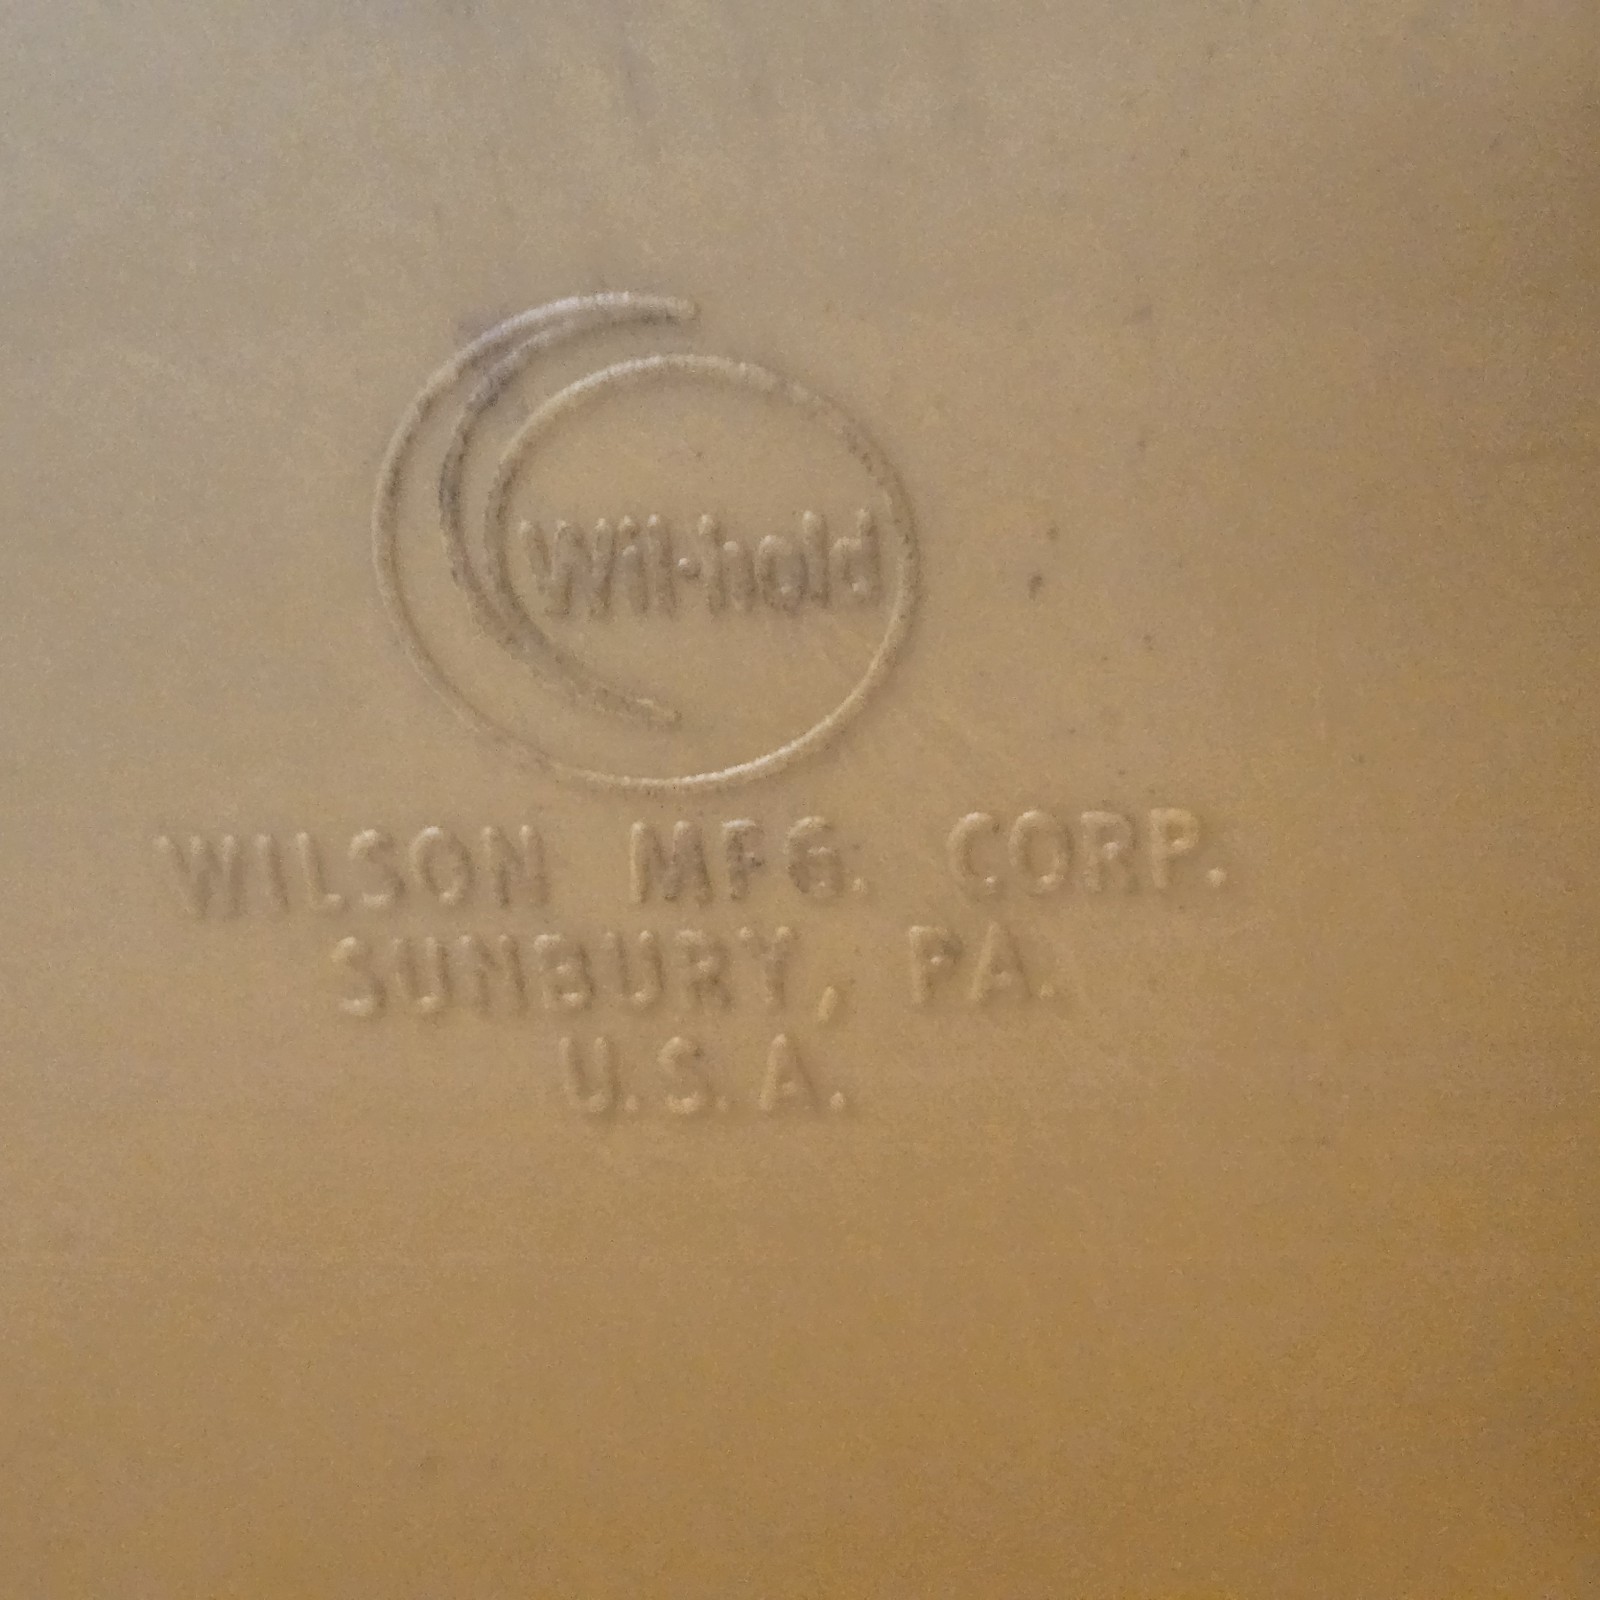 Wil-hold
WILSON MFG. CORP.
SUNBURY, PA.
U.S.A.